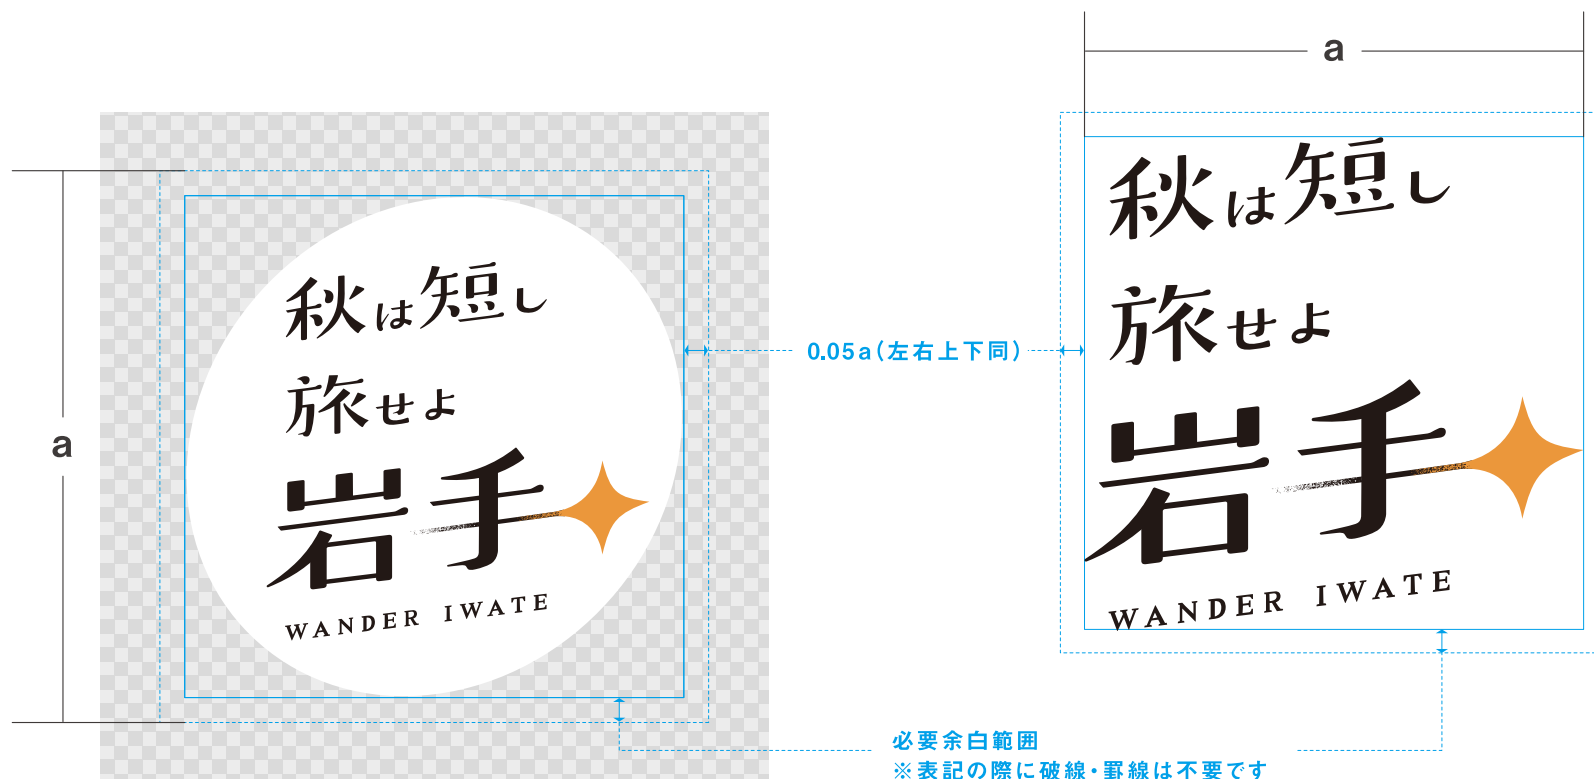 a
秋は短し
旅せよ
岩手
WANDER IWATE
a
0.05a(左右上下同)
秋は短し
旅せよ
岩手
WANDER IWATE
必要余白範囲
※表記の際に破線・罫線は不要です